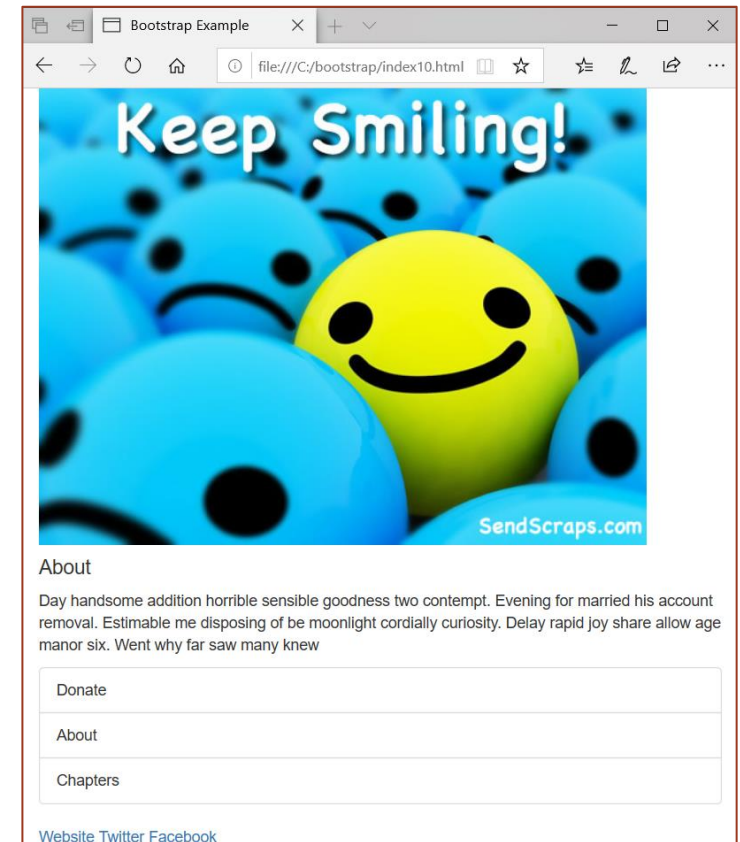 Bootstrap Example
file:///C:/bootstrap/index10.html
Keep Smiling!
SendScraps.com
About
Day handsome addition horrible sensible goodness two contempt. Evening for married his account
removal. Estimable me disposing of be moonlight cordially curiosity. Delay rapid joy share allow age
manor six. Went why far saw many knew
Donate
About
Chapters
Website Twitter Facebook